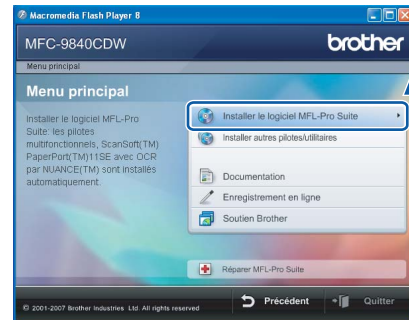 Macromedia Flash Player 8
MFC-9840CDW
brother
Menu principal
Menu principal
Installer le logiciel MFL-Pro
Suite: les pilotes
multifonctionnels, ScanSoft(TM)
PaperPort(TM)11SE avec OCR
par NUANCE(TM) sont installés
automatiquement.
Installer le logiciel MFL-Pro Suite
Installer autres pilotes/utilitaires
Documentation
Enregistrement en ligne
Soutien Brother
Réparer MFL-Pro Suite
© 2001-2007 Brother Industries Ltd. All rights reserved
Précédent
Quitter